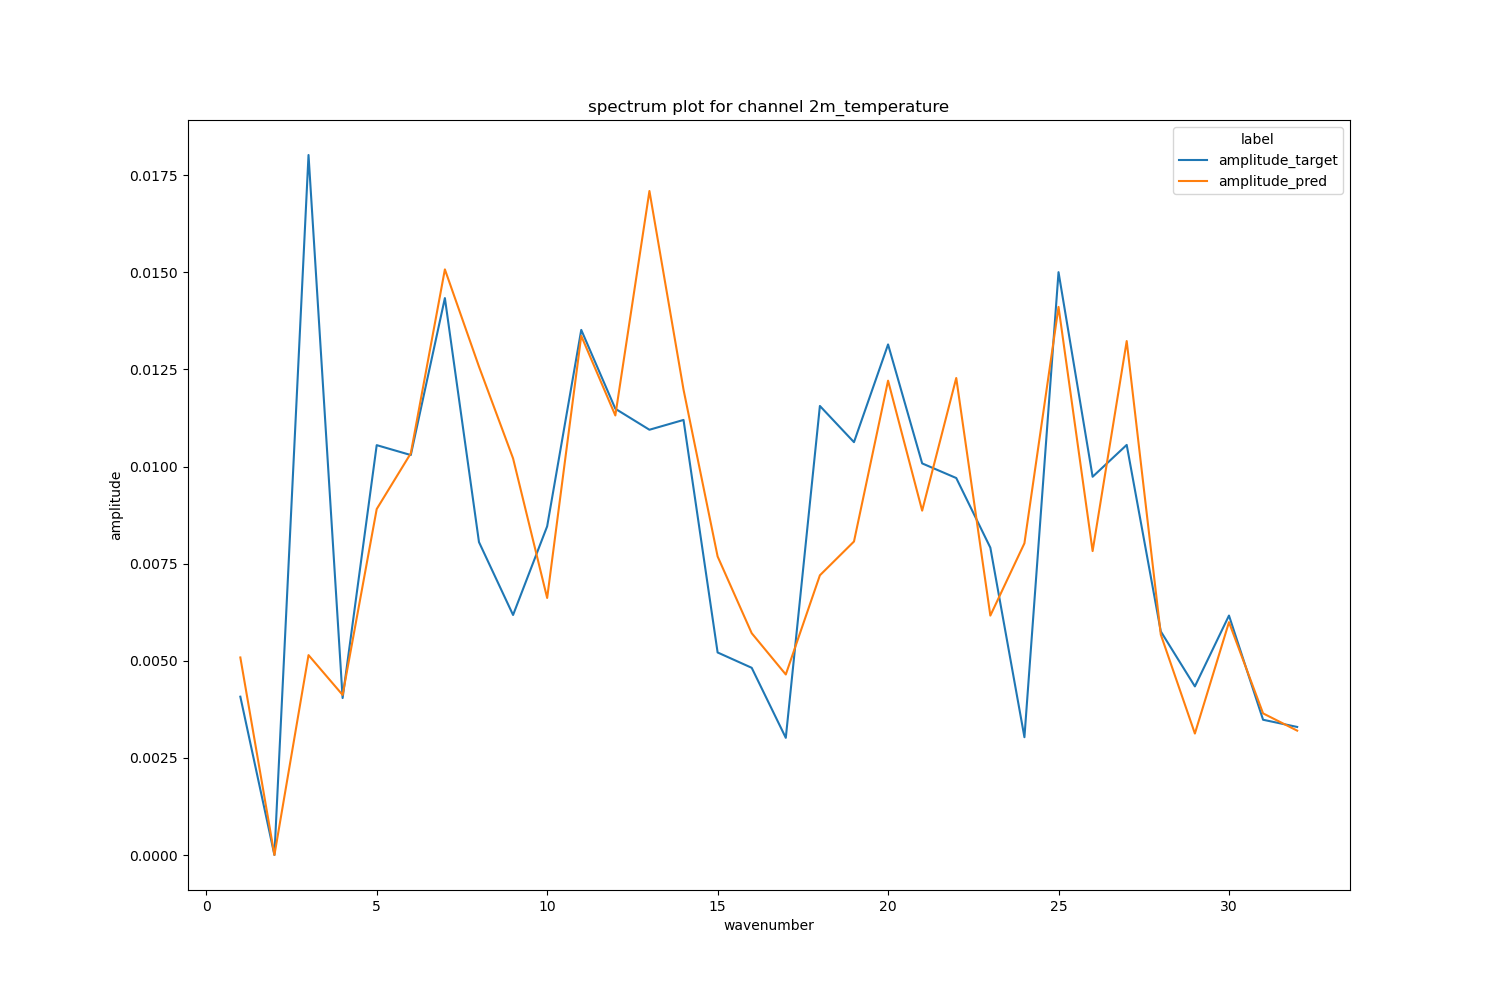 spectrum plot for channel 2m_temperature
label
amplitude_target
amplitude_pred
amplitude
0.0175
0.0150
0.0125
0.0100
0.0075
0.0050
0.0025
0.0000
0
5
10
15
20
25
30
wavenumber